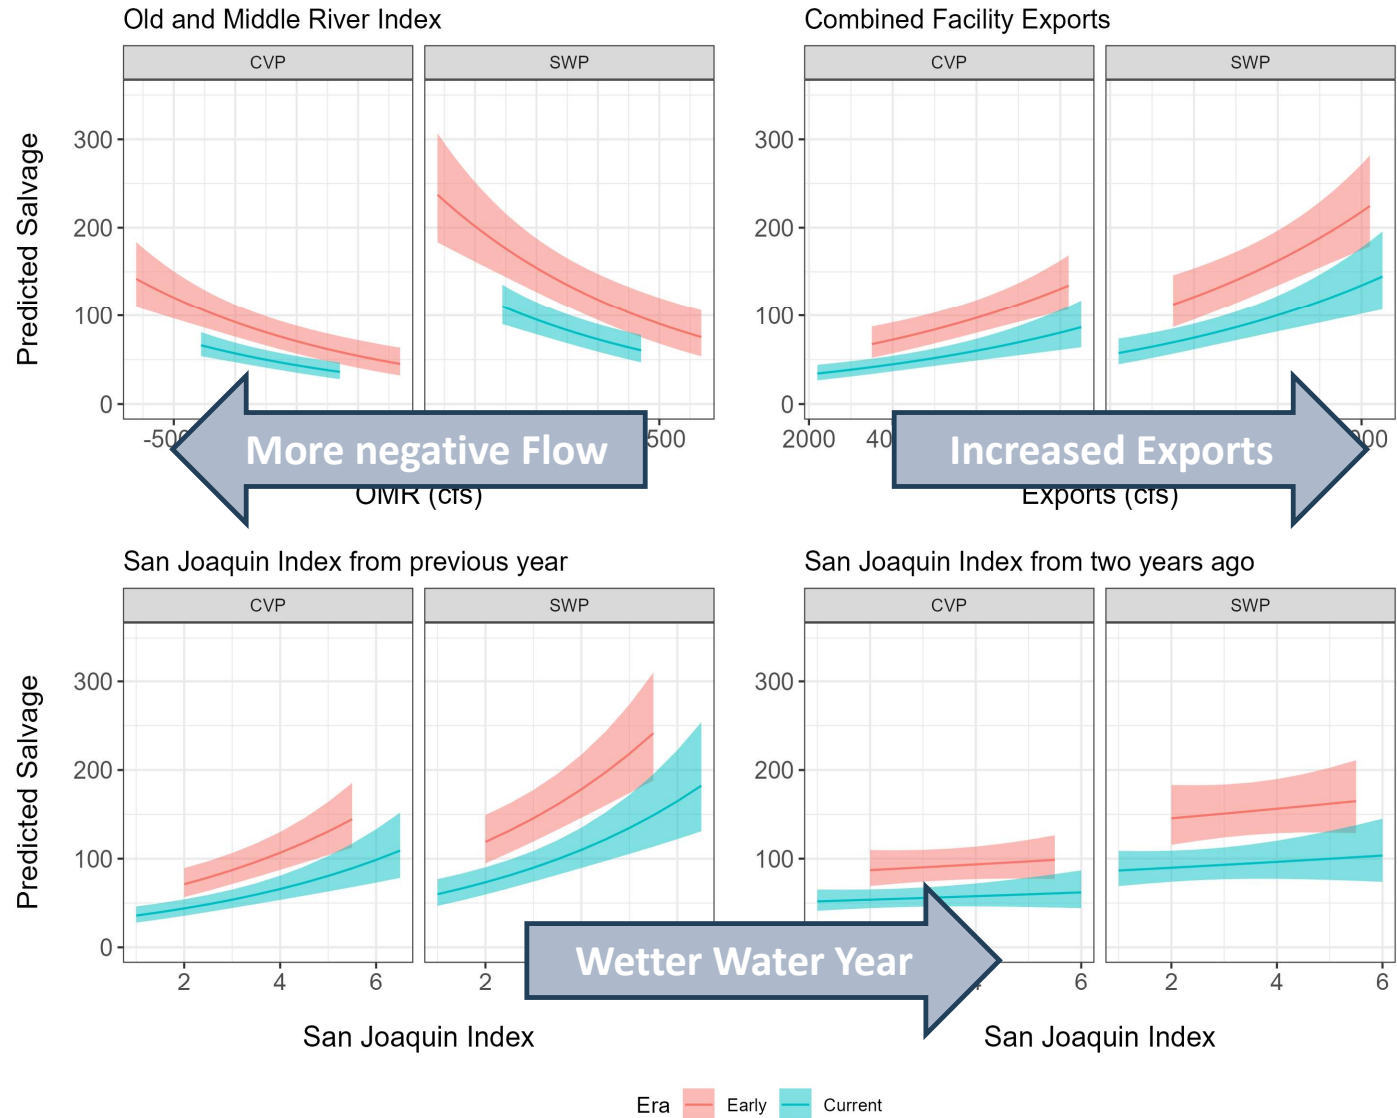 Old and Middle River Index
Combined Facility Exports
CVP SWP CVP SWP
Predicted Salvage
300
200
100
0
300
200
100
0
2000
More negative Flow
Increased Exports
OMR (cfs)
Exports (cfs)
San Joaquin Index from previous year
San Joaquin Index from two years ago
CVP SWP CVP SWP
Predicted Salvage
300
200
100
0
300
200
100
Wetter Water Year
2 4 6 2 6 2 4 6
San Joaquin Index
San Joaquin Index
Era Early Current